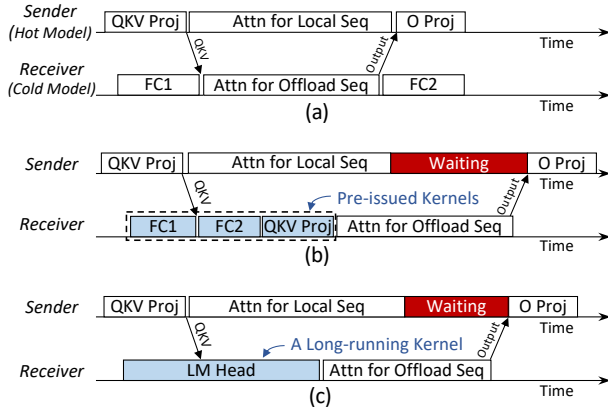 Sender
(Hot Model)
QKV Proj
Attn for Local Seq
O Proj
Time
QKV
Output
Receiver
(Cold Model)
FC1
Attn for Offload Seq
FC2
Time
(a)
Sender
QKV Proj
Attn for Local Seq
Waiting
O Proj
Time
QKV
Pre-issued Kernels
Output
Receiver
FC1
FC2
QKV Proj
Attn for Offload Seq
Time
(b)
Sender
QKV Proj
Attn for Local Seq
Waiting
O Proj
Time
QKV
A Long-running Kernel
Output
Receiver
LM Head
Attn for Offload Seq
Time
(c)